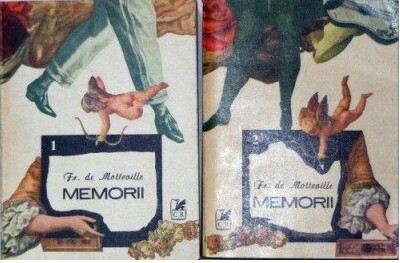 1
Fr. de Motteville
MEMORII
C.R.
Fr. de Motteville
MEMORII
C.R.